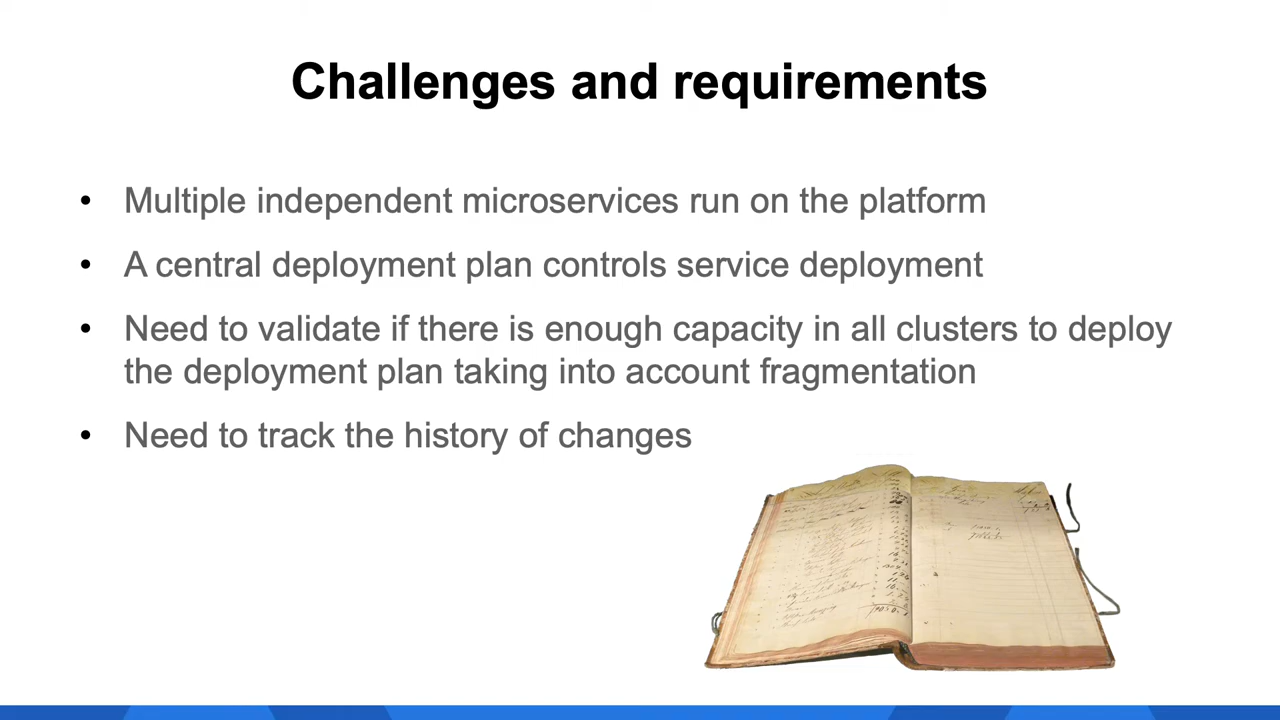 Challenges and requirements
• Multiple independent microservices run on the platform
• A central deployment plan controls service deployment
• Need to validate if there is enough capacity in all clusters to deploy
the deployment plan taking into account fragmentation
• Need to track the history of changes